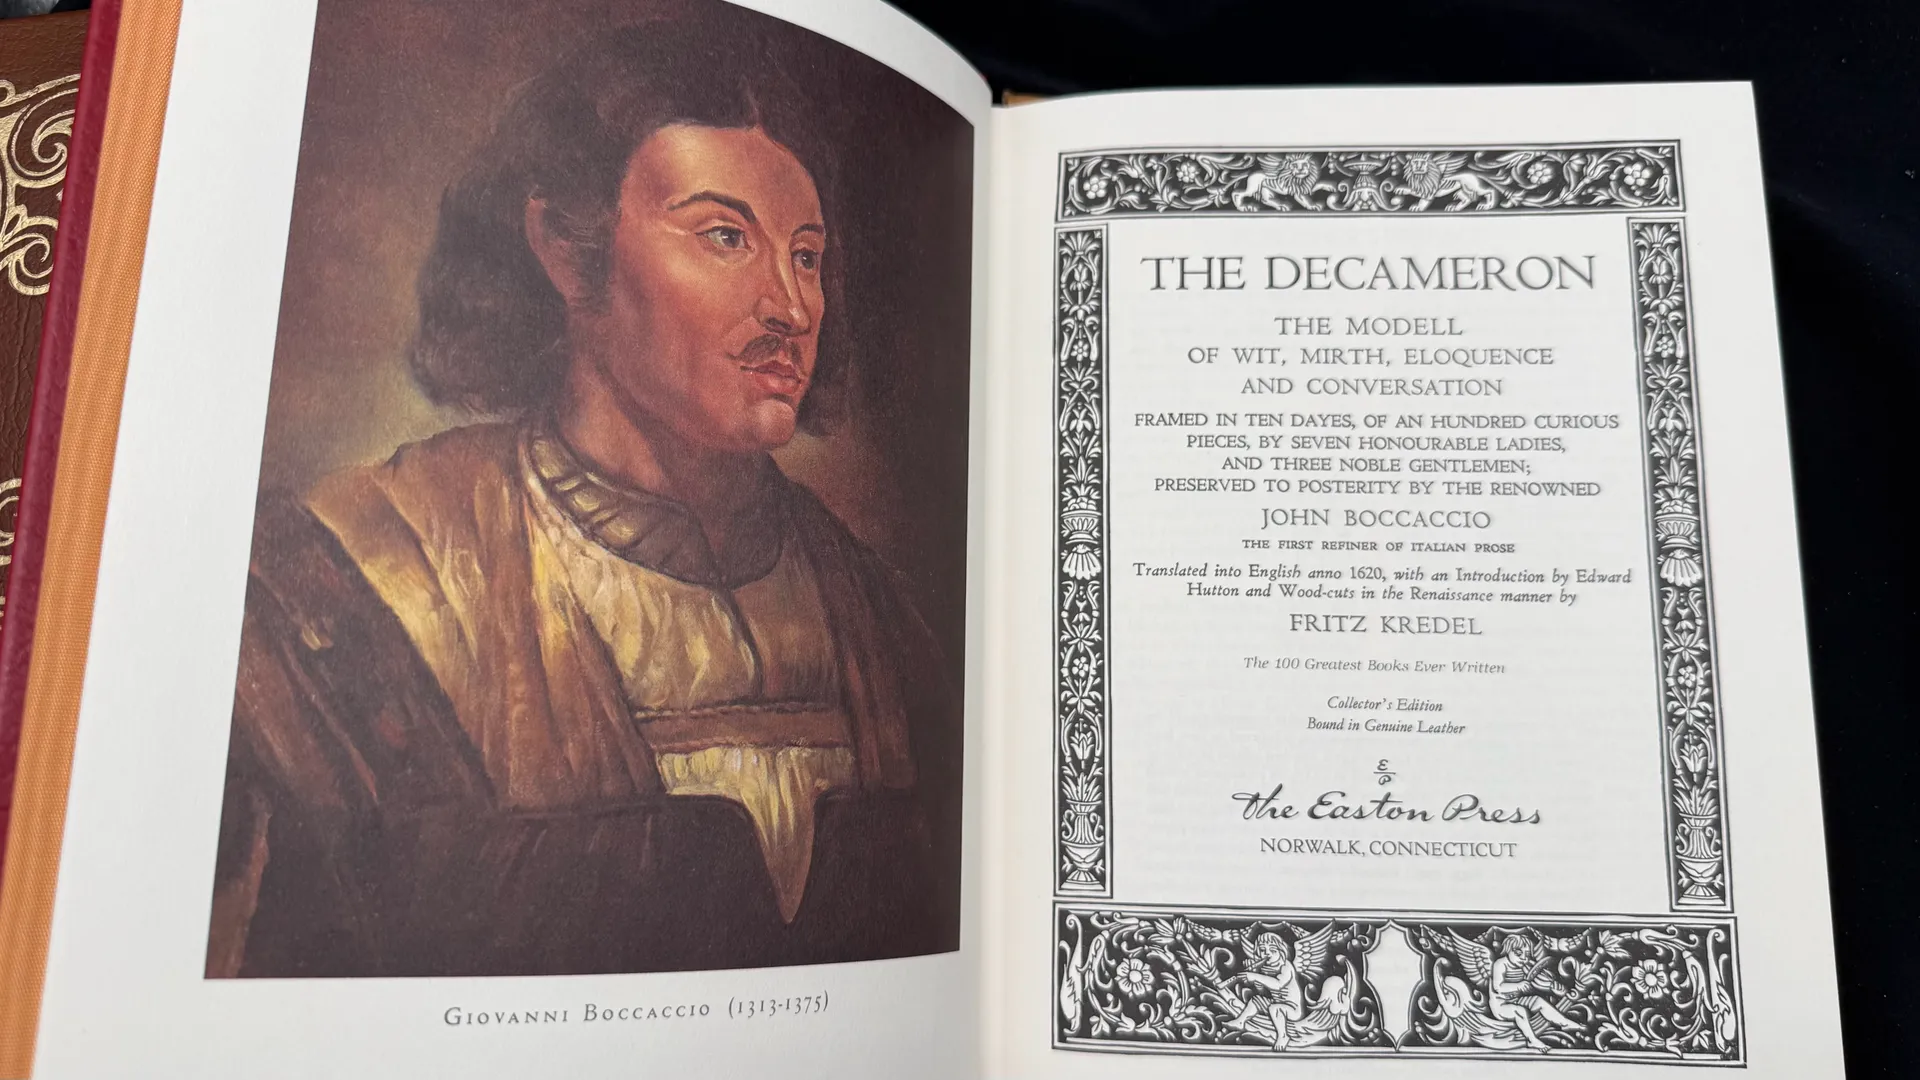 GIOVANNI BOCCACCIO (1313-1375)
THE DECAMERON
THE MODELL
OF WIT, MIRTH, ELOQUENCE
AND CONVERSATION
FRAMED IN TEN DAYES, OF AN HUNDRED CURIOUS
PIECES, BY SEVEN HONOURABLE LADIES,
AND THREE NOBLE GENTLEMEN;
PRESERVED TO POSTERITY BY THE RENOWNED
JOHN BOCCACCIO
THE FIRST REFINER OF ITALIAN PROSE
Translated into English anno 1620, with an Introduction by Edward
Hutton and Wood-cuts in the Renaissance manner by
FRITZ KREDEL
The 100 Greatest Books Ever Written
Collector's Edition
Bound in Genuine Leather
E/P
The Easton Press
NORWALK, CONNECTICUT